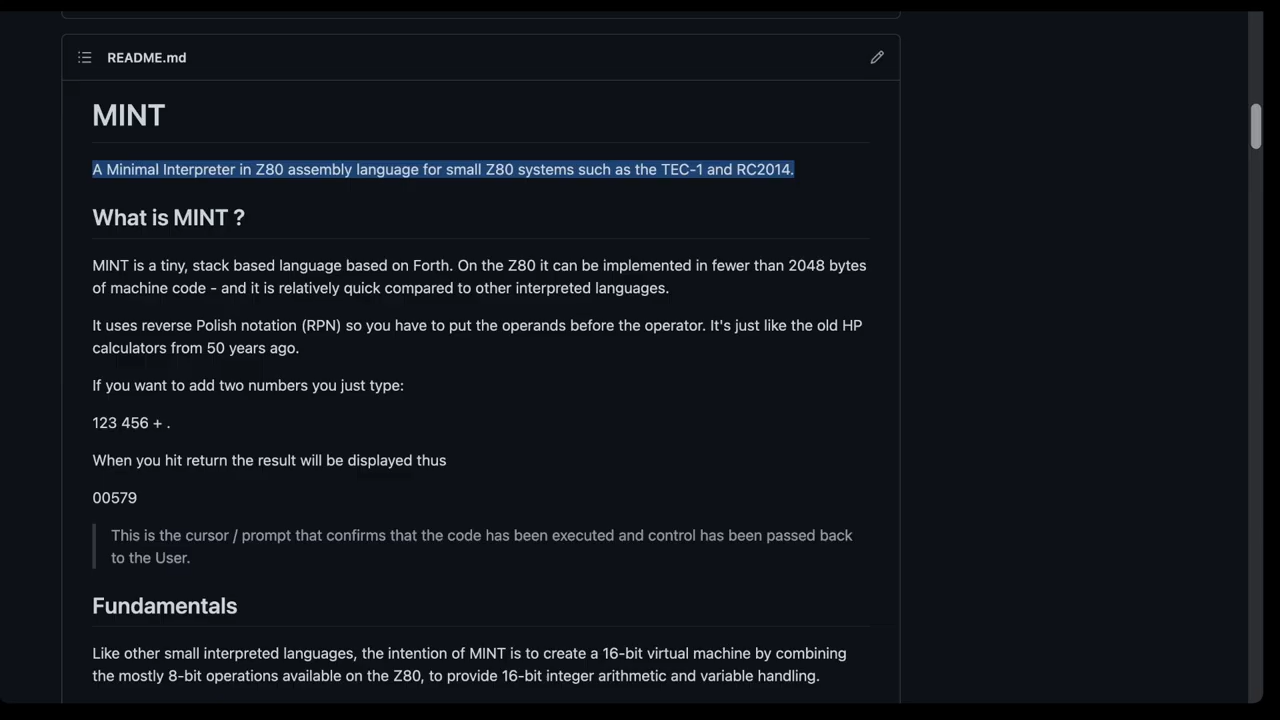 README.md
MINT
A Minimal Interpreter in Z80 assembly language for small Z80 systems such as the TEC-1 and RC2014.
What is MINT ?
MINT is a tiny, stack based language based on Forth. On the Z80 it can be implemented in fewer than 2048 bytes
of machine code - and it is relatively quick compared to other interpreted languages.
It uses reverse Polish notation (RPN) so you have to put the operands before the operator. It's just like the old HP
calculators from 50 years ago.
If you want to add two numbers you just type:
123 456 + .
When you hit return the result will be displayed thus
00579
This is the cursor / prompt that confirms that the code has been executed and control has been passed back
to the User.
Fundamentals
Like other small interpreted languages, the intention of MINT is to create a 16-bit virtual machine by combining
the mostly 8-bit operations available on the Z80, to provide 16-bit integer arithmetic and variable handling.